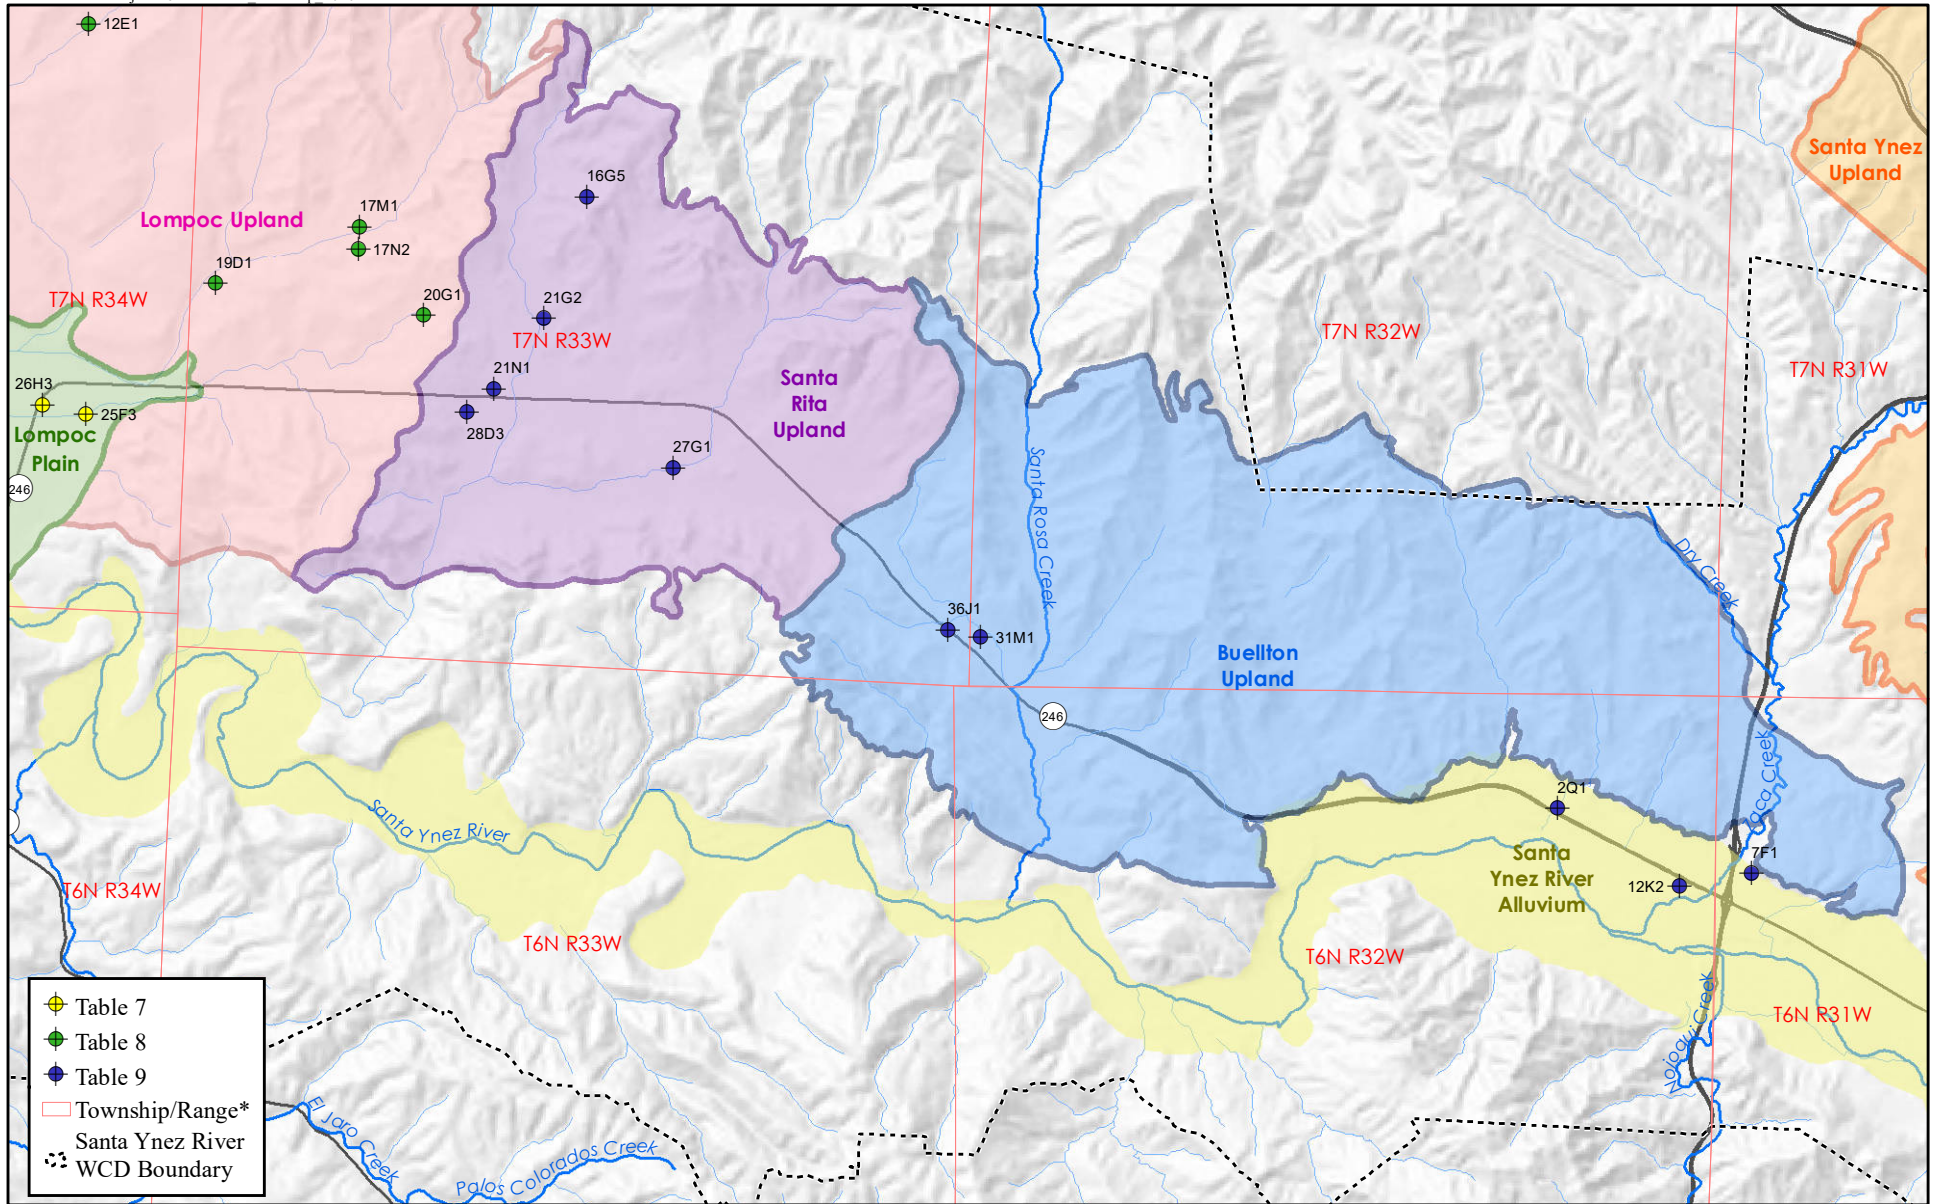 12E1
16G5
Santa Ynez
Upland
17M1
Lompoc Upland
17N2
19D1
T7N R34W
20G1
21G2
T7N R33W
T7N R32W
T7N R31W
26H3
25F3
21N1
28D3
Santa
Rita
Upland
Lompoc
Plain
27G1
246
Santa Rosa Creek
Dry Creek
36J1
31M1
Buellton
Upland
246
Zaca Creek
2Q1
Santa Ynez River
Santa
Ynez River
Alluvium
7F1
12K2
T6N R34W
T6N R33W
T6N R32W
T6N R31W
Nojoqui Creek
Table 7
Table 8
Table 9
Township/Range*
Santa Ynez River
WCD Boundary
El Jaro Creek
Palos Colorados Creek